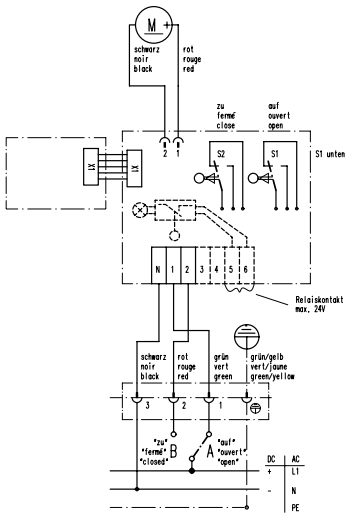 M +
schwarz
noir
black
rot
rouge
red
zu
fermé
close
auf
ouvert
open
2 1
S2
S1
S1 unten
X1
X1
N 1 2 3 4 5 6
Relaiskontakt
max. 24V
schwarz
noir
black
rot
rouge
red
grün
vert
green
grün/gelb
vert/jaune
green/yellow
3 2 1
"zu"
"fermé"
"closed"
B
A
"auf"
"ouvert"
"open"
DC AC
+ L1
- N
PE